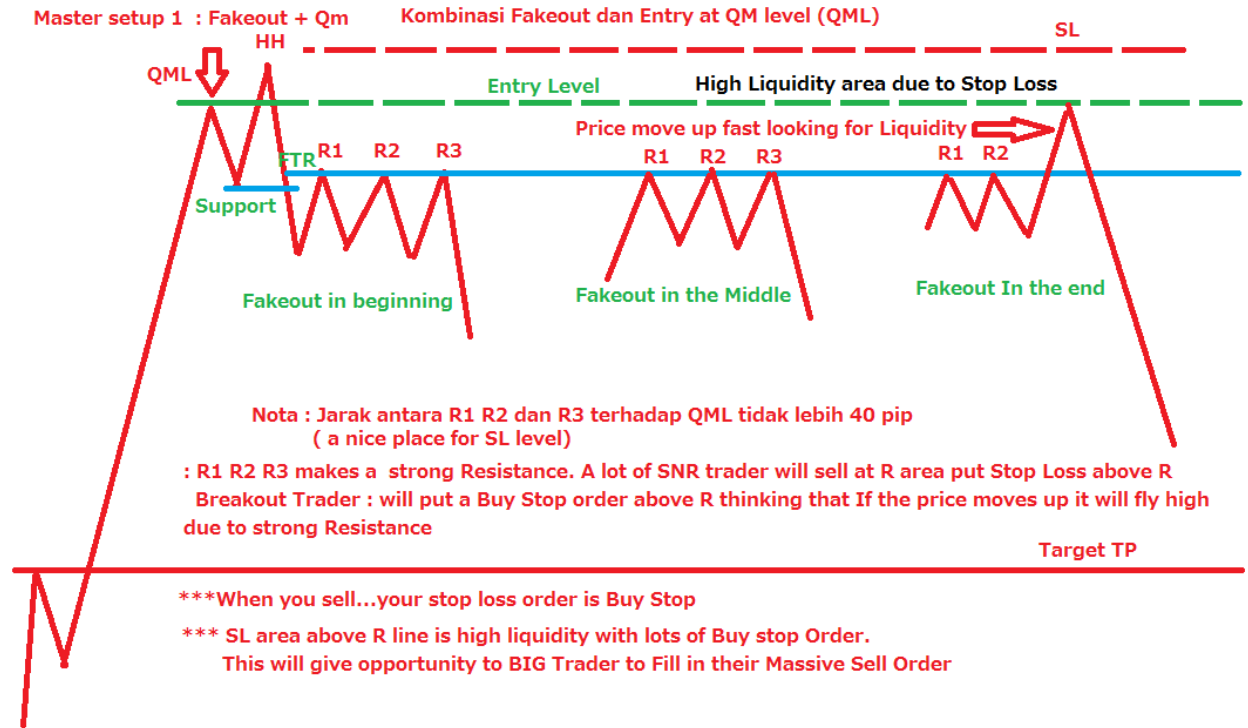 Master setup 1 : Fakeout + Qm
Kombinasi Fakeout dan Entry at QM level (QML)
HH
SL
QML
Entry Level
High Liquidity area due to Stop Loss
Price move up fast looking for Liquidity
FTR
R1
R2
R3
R1
R2
R3
R1
R2
Support
Fakeout in beginning
Fakeout in the Middle
Fakeout In the end
Nota : Jarak antara R1 R2 dan R3 terhadap QML tidak lebih 40 pip
( a nice place for SL level)
: R1 R2 R3 makes a strong Resistance. A lot of SNR trader will sell at R area put Stop Loss above R
Breakout Trader : will put a Buy Stop order above R thinking that If the price moves up it will fly high
due to strong Resistance
Target TP
***When you sell...your stop loss order is Buy Stop
*** SL area above R line is high liquidity with lots of Buy stop Order.
This will give opportunity to BIG Trader to Fill in their Massive Sell Order